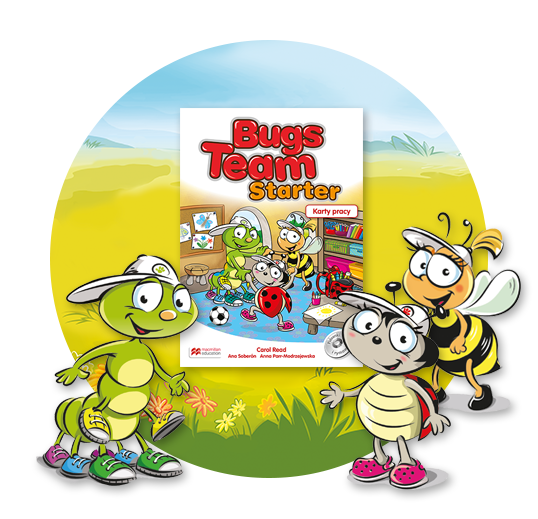 Bugs
Team
Starter
Karty pracy
macmillan
education
Carol Read
Ana Soberón Anna Parr-Modrzejewska